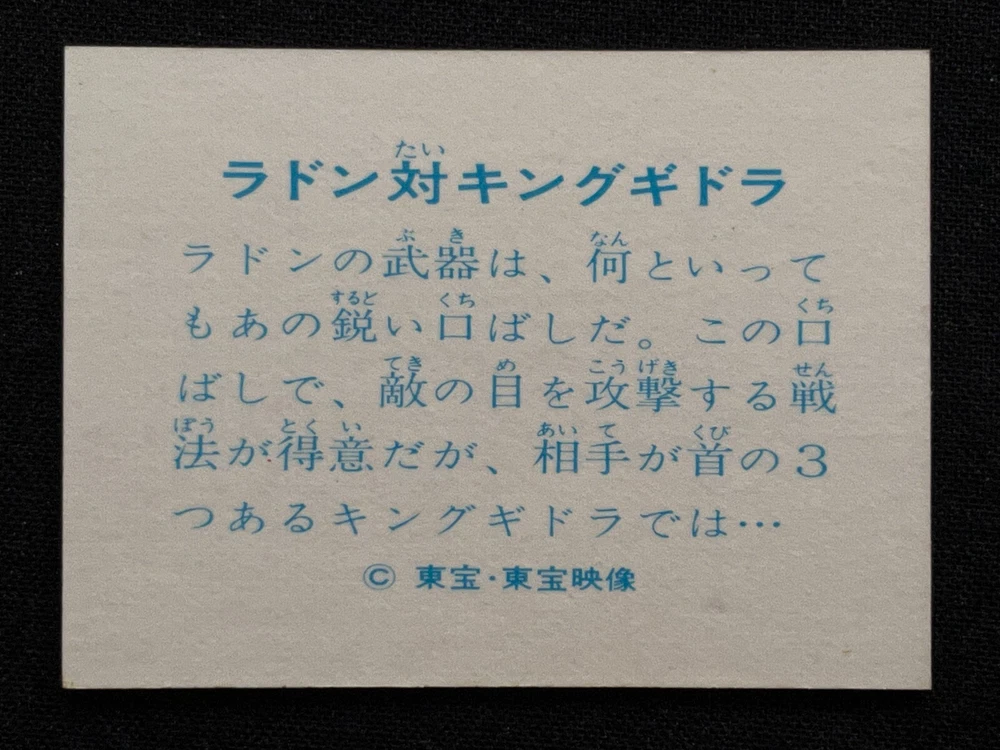 ラドン対キングギドラ
ラドンの武器は、何といって
もあの鋭い口ばしだ。この口
ばしで、敵の目を攻撃する戦
法が得意だが、相手が首の3
つあるキングギドラでは…
© 東宝・東宝映像